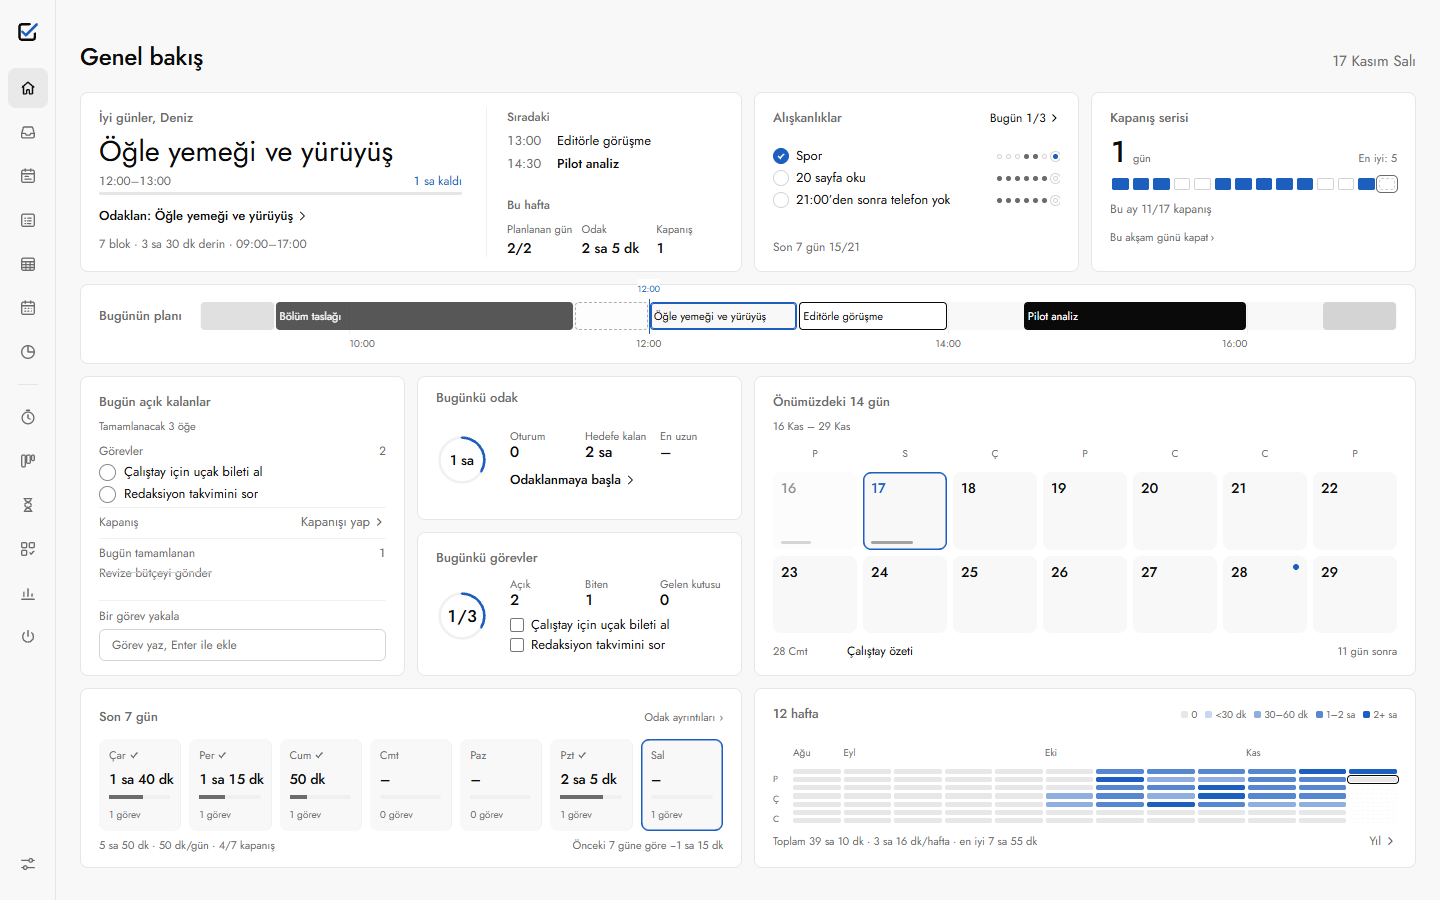 Genel bakış
17 Kasım Salı
İyi günler, Deniz
Öğle yemeği ve yürüyüş
12:00–13:00
1 sa kaldı
Odaklan: Öğle yemeği ve yürüyüş
7 blok · 3 sa 30 dk derin · 09:00–17:00
Sıradaki
13:00 Editörle görüşme
14:30 Pilot analiz
Bu hafta
Planlanan gün Odak Kapanış
2/2 2 sa 5 dk 1
Alışkanlıklar
Bugün 1/3
Spor
20 sayfa oku
21:00’den sonra telefon yok
Son 7 gün 15/21
Kapanış serisi
1 gün
En iyi: 5
Bu ay 11/17 kapanış
Bu akşam günü kapat ›
Bugünün planı
12:00
Bölüm taslağı
Öğle yemeği ve yürüyüş
Editörle görüşme
Pilot analiz
10:00 12:00 14:00 16:00
Bugün açık kalanlar
Tamamlanacak 3 öğe
Görevler 2
Çalıştay için uçak bileti al
Redaksiyon takvimini sor
Kapanış Kapanışı yap
Bugün tamamlanan 1
Revize bütçeyi gönder
Bir görev yakala
Görev yaz, Enter ile ekle
Bugünkü odak
1 sa
Oturum Hedefe kalan En uzun
0 2 sa –
Odaklanmaya başla
Bugünkü görevler
1/3
Açık Biten Gelen kutusu
2 1 0
Çalıştay için uçak bileti al
Redaksiyon takvimini sor
Önümüzdeki 14 gün
16 Kas – 29 Kas
P S Ç P C C P
16 17 18 19 20 21 22
23 24 25 26 27 28 29
28 Cmt Çalıştay özeti 11 gün sonra
Son 7 gün
Odak ayrıntıları ›
Çar Per Cum Cmt Paz Pzt Sal
1 sa 40 dk 1 sa 15 dk 50 dk – – 2 sa 5 dk –
1 görev 1 görev 1 görev 0 görev 0 görev 1 görev 1 görev
5 sa 50 dk · 50 dk/gün · 4/7 kapanış
Önceki 7 güne göre −1 sa 15 dk
12 hafta
0 <30 dk 30–60 dk 1–2 sa 2+ sa
Ağu Eyl Eki Kas
P
Ç
C
Toplam 39 sa 10 dk · 3 sa 16 dk/hafta · en iyi 7 sa 55 dk
Yıl